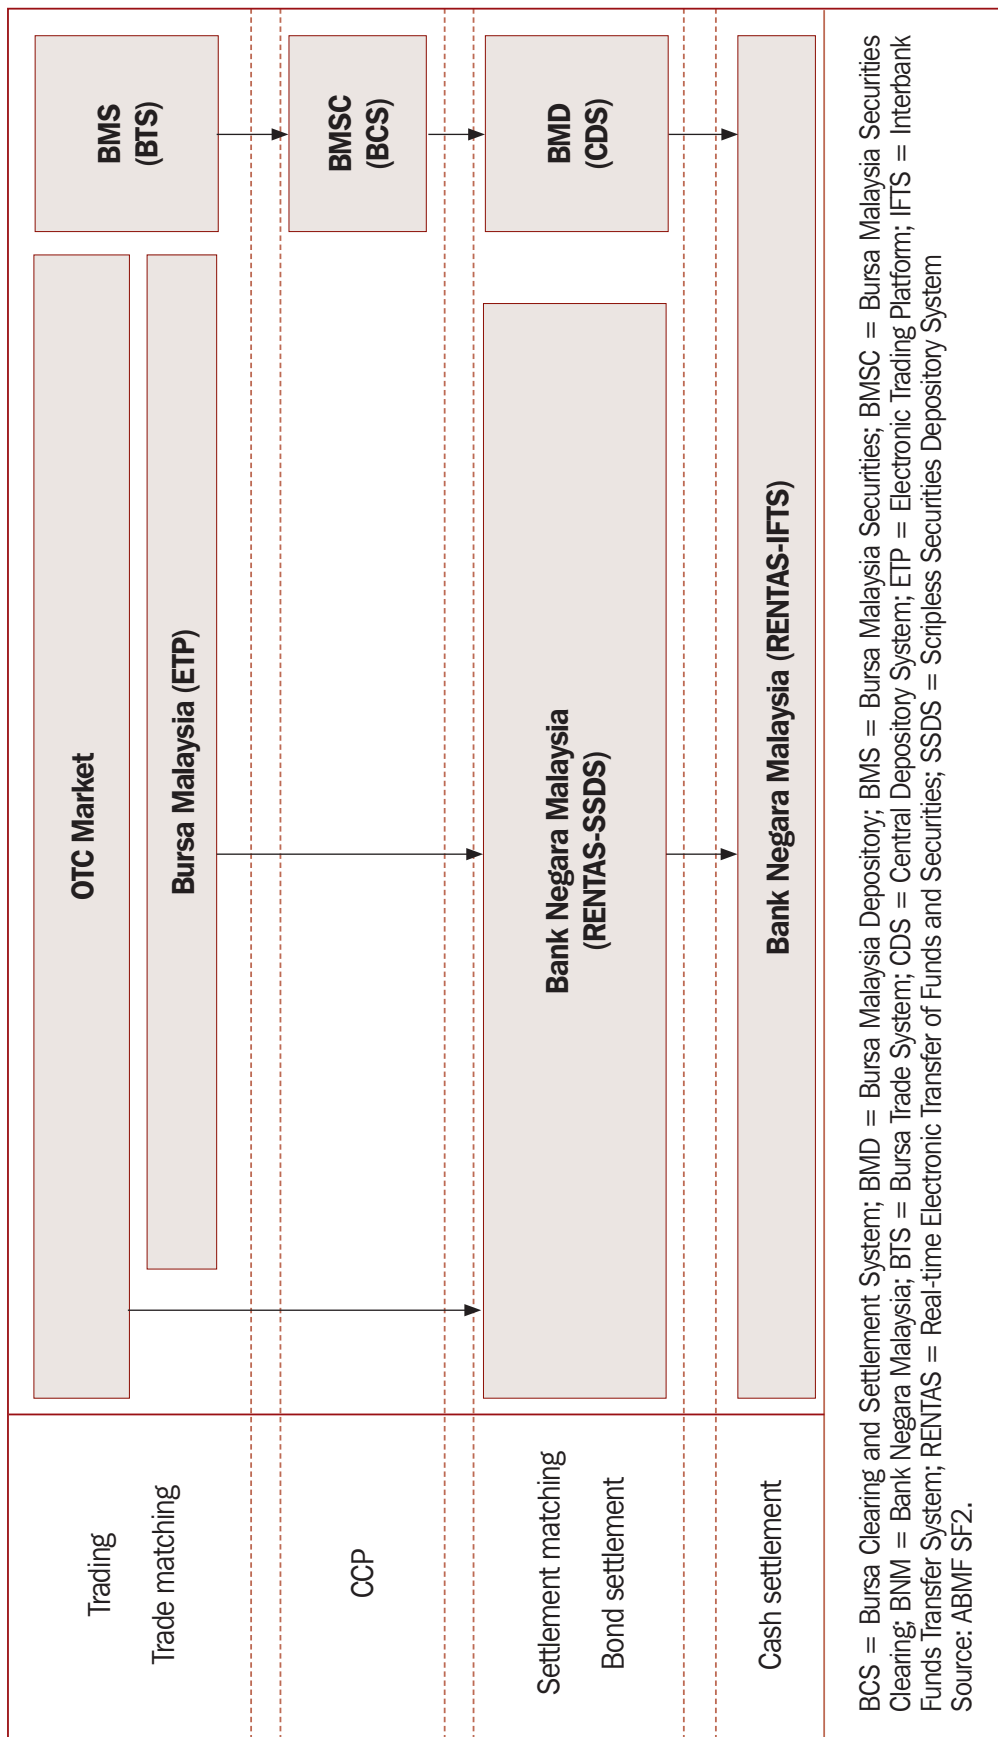 Trading
Trade matching
OTC Market
Bursa Malaysia (ETP)
BMS
(BTS)
CCP
BMSC
(BCS)
Settlement matching
Bond settlement
Bank Negara Malaysia
(RENTAS-SSDS)
BMD
(CDS)
Cash settlement
Bank Negara Malaysia (RENTAS-IFTS)
BCS = Bursa Clearing and Settlement System; BMD = Bursa Malaysia Depository; BMS = Bursa Malaysia Securities; BMSC = Bursa Malaysia Securities
Clearing; BNM = Bank Negara Malaysia; BTS = Bursa Trade System; CDS = Central Depository System; ETP = Electronic Trading Platform; IFTS = Interbank
Funds Transfer System; RENTAS = Real-time Electronic Transfer of Funds and Securities; SSDS = Scripless Securities Depository System
Source: ABMF SF2.